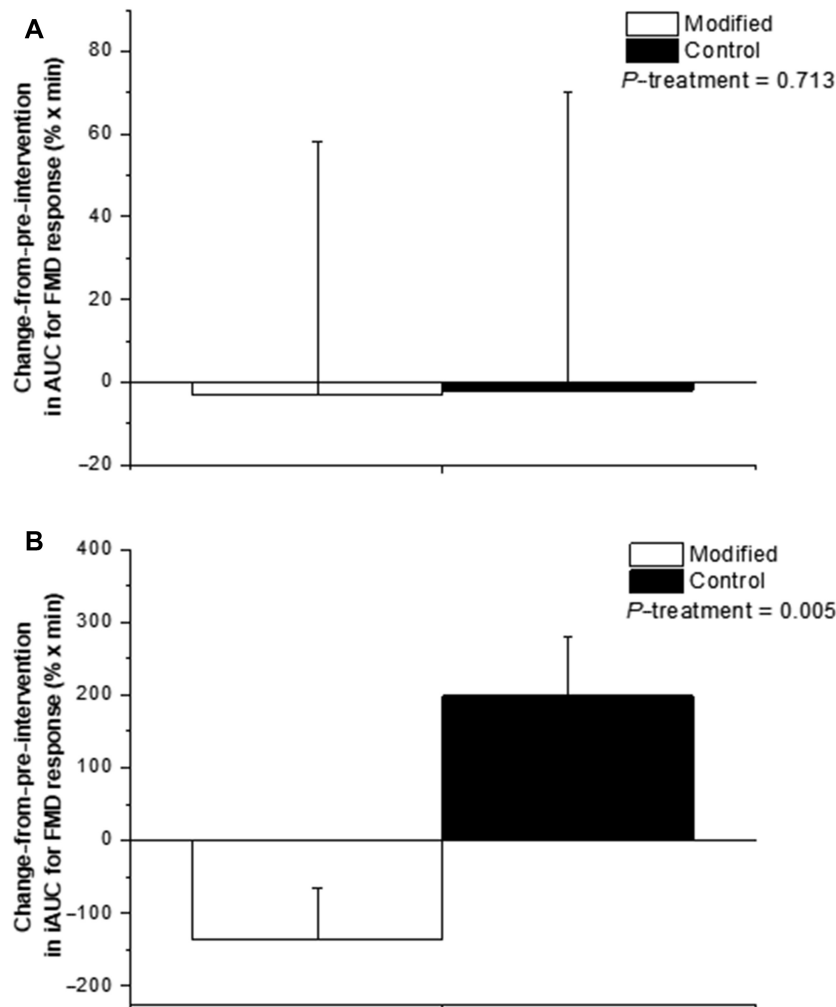 A
Modified
Control
P-treatment = 0.713
Change-from-pre-intervention
in AUC for FMD response (% x min)
80
60
40
20
0
−20
B
Modified
Control
P-treatment = 0.005
Change-from-pre-intervention
in iAUC for FMD response (% x min)
400
300
200
100
0
−100
−200